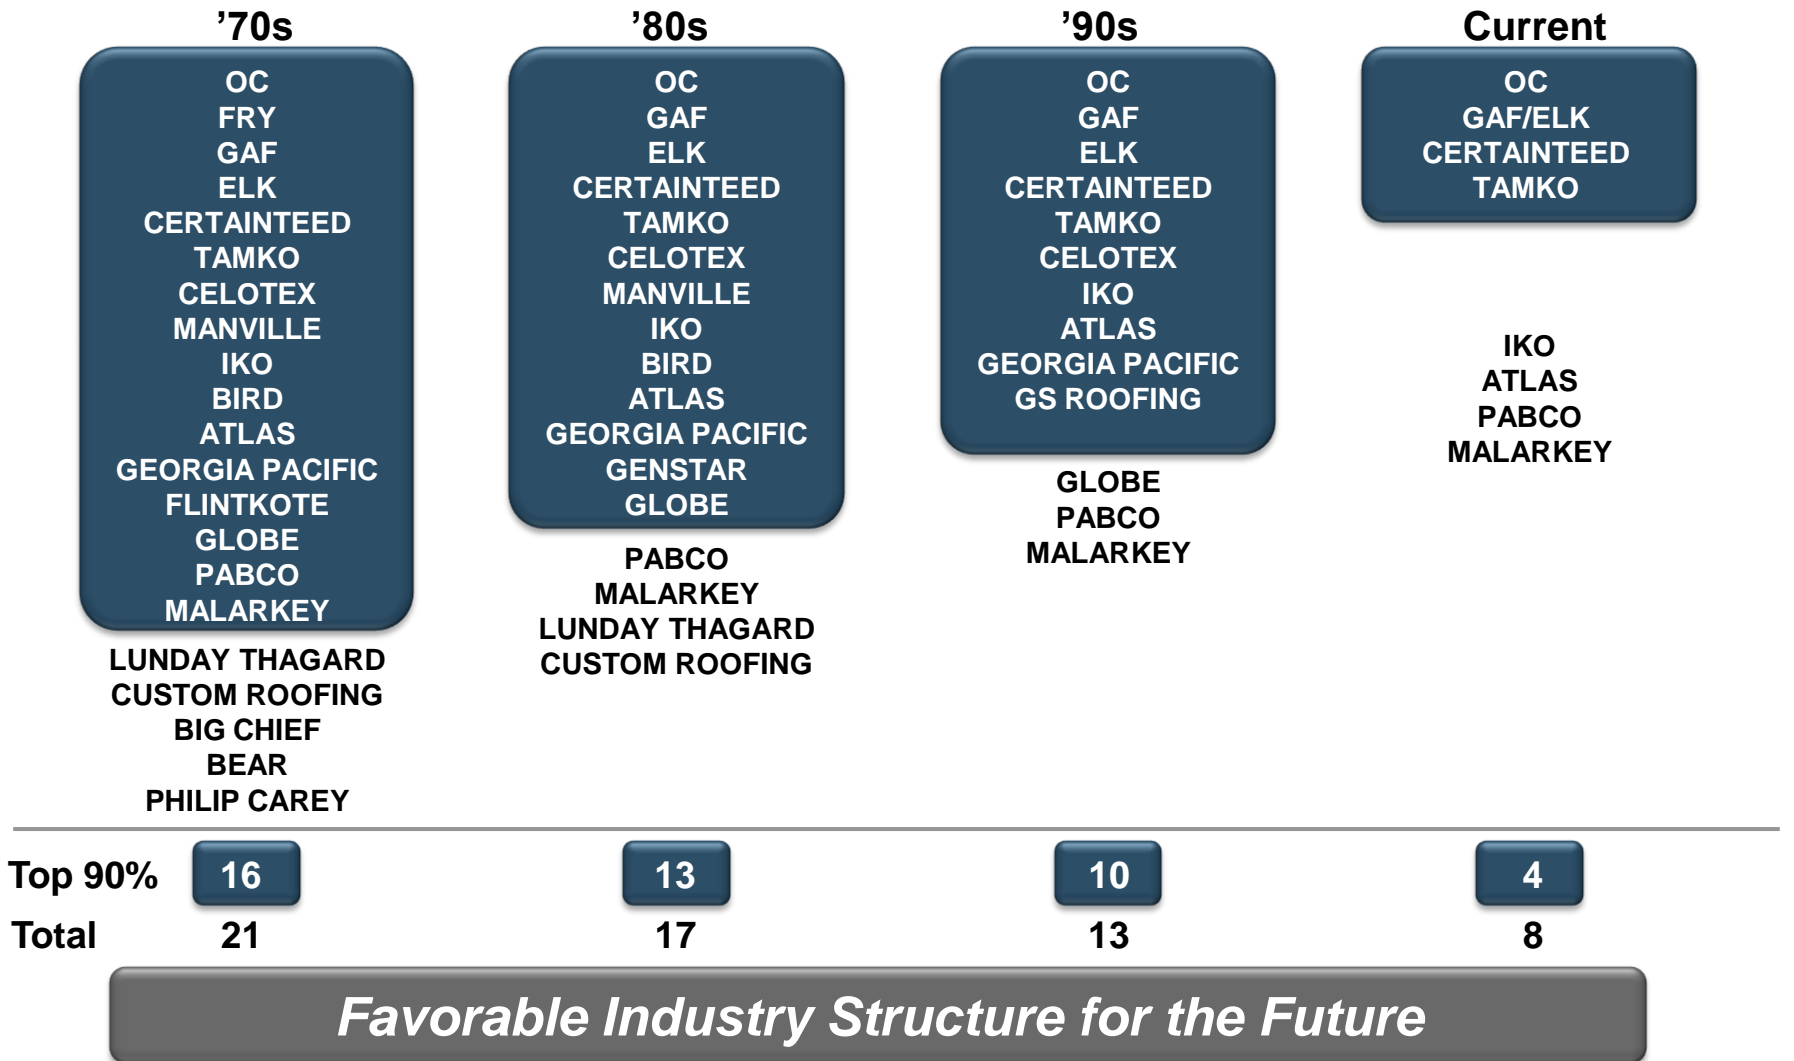 ’70s
OC
FRY
GAF
ELK
CERTAINTEED
TAMKO
CELOTEX
MANVILLE
IKO
BIRD
ATLAS
GEORGIA PACIFIC
FLINTKOTE
GLOBE
PABCO
MALARKEY
LUNDAY THAGARD
CUSTOM ROOFING
BIG CHIEF
BEAR
PHILIP CAREY
’80s
OC
GAF
ELK
CERTAINTEED
TAMKO
CELOTEX
MANVILLE
IKO
BIRD
ATLAS
GEORGIA PACIFIC
GENSTAR
GLOBE
PABCO
MALARKEY
LUNDAY THAGARD
CUSTOM ROOFING
’90s
OC
GAF
ELK
CERTAINTEED
TAMKO
CELOTEX
IKO
ATLAS
GEORGIA PACIFIC
GS ROOFING
GLOBE
PABCO
MALARKEY
Current
OC
GAF/ELK
CERTAINTEED
TAMKO
IKO
ATLAS
PABCO
MALARKEY
Top 90% 16 13 10 4
Total 21 17 13 8
Favorable Industry Structure for the Future